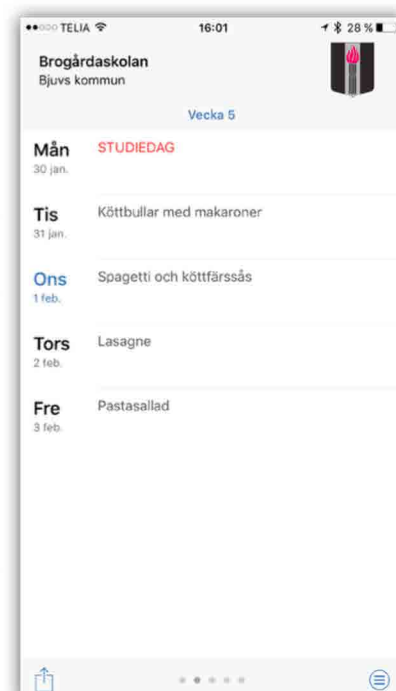 TELIA 16:01 28 %
Brogårdaskolan
Bjuvs kommun
Vecka 5
Mån STUDIEDAG
30 jan.
Tis Köttbullar med makaroner
31 jan.
Ons Spagetti och köttfärssås
1 feb.
Tors Lasagne
2 feb.
Fre Pastasallad
3 feb.